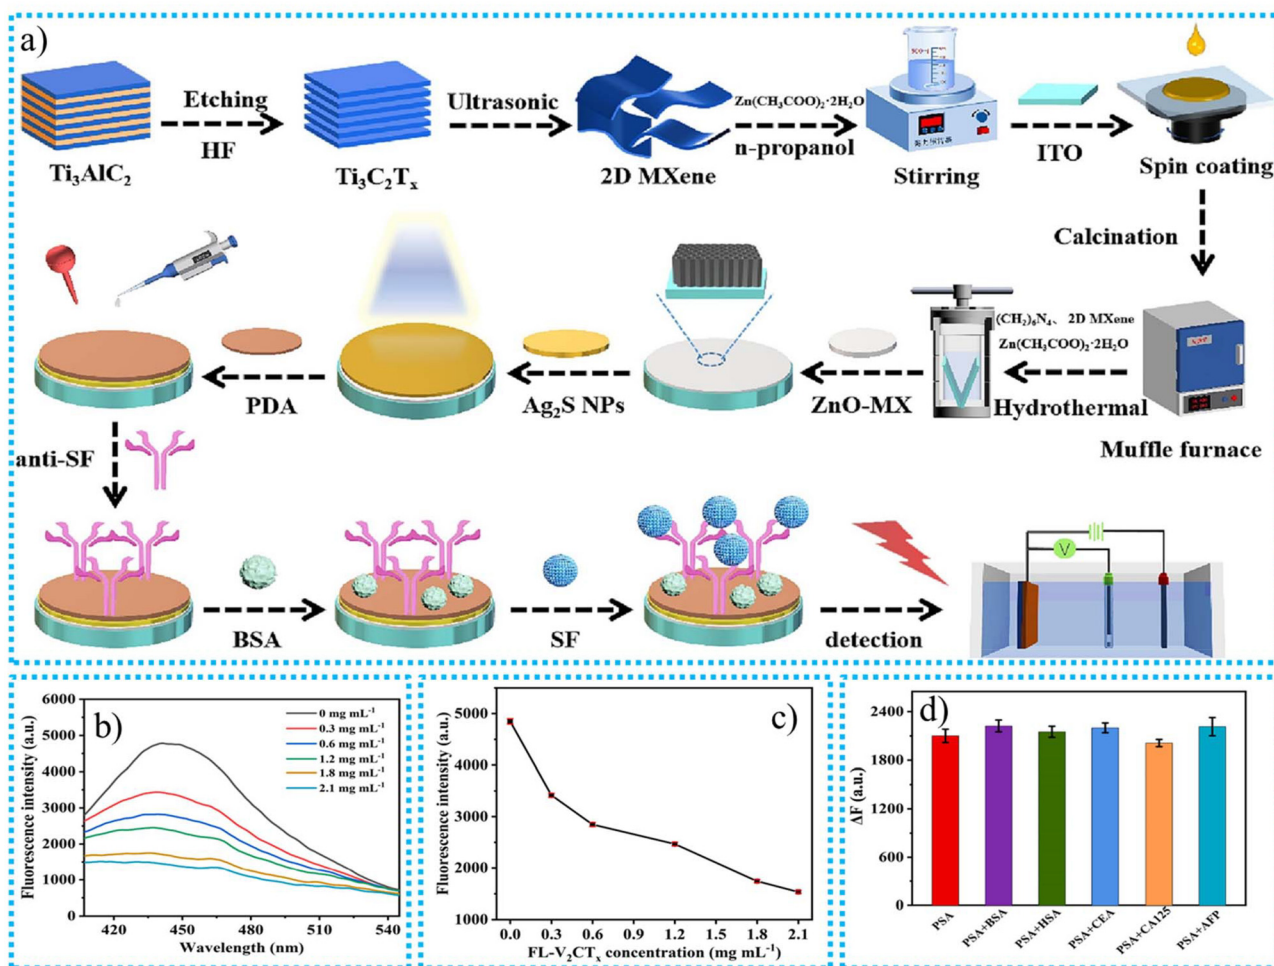 a)
Ti₃AlC₂
Etching
HF
Ti₃C₂Tₓ
Ultrasonic
2D MXene
Zn(CH₃COO)₂·2H₂O
n-propanol
Stirring
ITO
Spin coating
Calcination
Muffle furnace
(CH₂)₆N₄、2D MXene
Zn(CH₃COO)₂·2H₂O
Hydrothermal
ZnO-MX
Ag₂S NPs
PDA
anti-SF
BSA
SF
detection
V
b)
Fluorescence intensity (a.u.)
6000
5000
4000
3000
2000
1000
0
0 mg mL⁻¹
0.3 mg mL⁻¹
0.6 mg mL⁻¹
1.2 mg mL⁻¹
1.8 mg mL⁻¹
2.1 mg mL⁻¹
420 450 480 510 540
Wavelength (nm)
c)
Fluorescence intensity (a.u.)
5000
4000
3000
2000
1000
0.0 0.3 0.6 0.9 1.2 1.5 1.8 2.1
FL-V₂CTₓ concentration (mg mL⁻¹)
d)
ΔF (a.u.)
2400
1800
1200
600
0
PSA PSA+BSA PSA+HSA PSA+CEA PSA+CA125 PSA+AFP